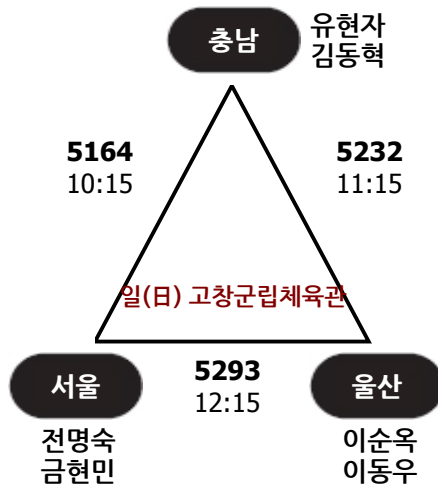 충남
유현자
김동혁
5164
10:15
5232
11:15
일(日) 고창군립체육관
서울
5293
12:15
울산
전명숙
금현민
이순옥
이동우